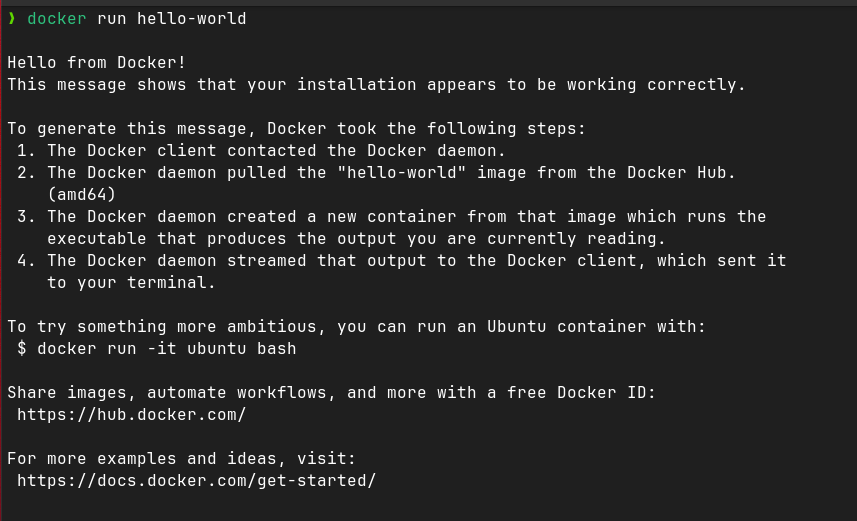 ❯ docker run hello-world

Hello from Docker!
This message shows that your installation appears to be working correctly.

To generate this message, Docker took the following steps:
 1. The Docker client contacted the Docker daemon.
 2. The Docker daemon pulled the "hello-world" image from the Docker Hub.
    (amd64)
 3. The Docker daemon created a new container from that image which runs the
    executable that produces the output you are currently reading.
 4. The Docker daemon streamed that output to the Docker client, which sent it
    to your terminal.

To try something more ambitious, you can run an Ubuntu container with:
 $ docker run -it ubuntu bash

Share images, automate workflows, and more with a free Docker ID:
 https://hub.docker.com/

For more examples and ideas, visit:
 https://docs.docker.com/get-started/